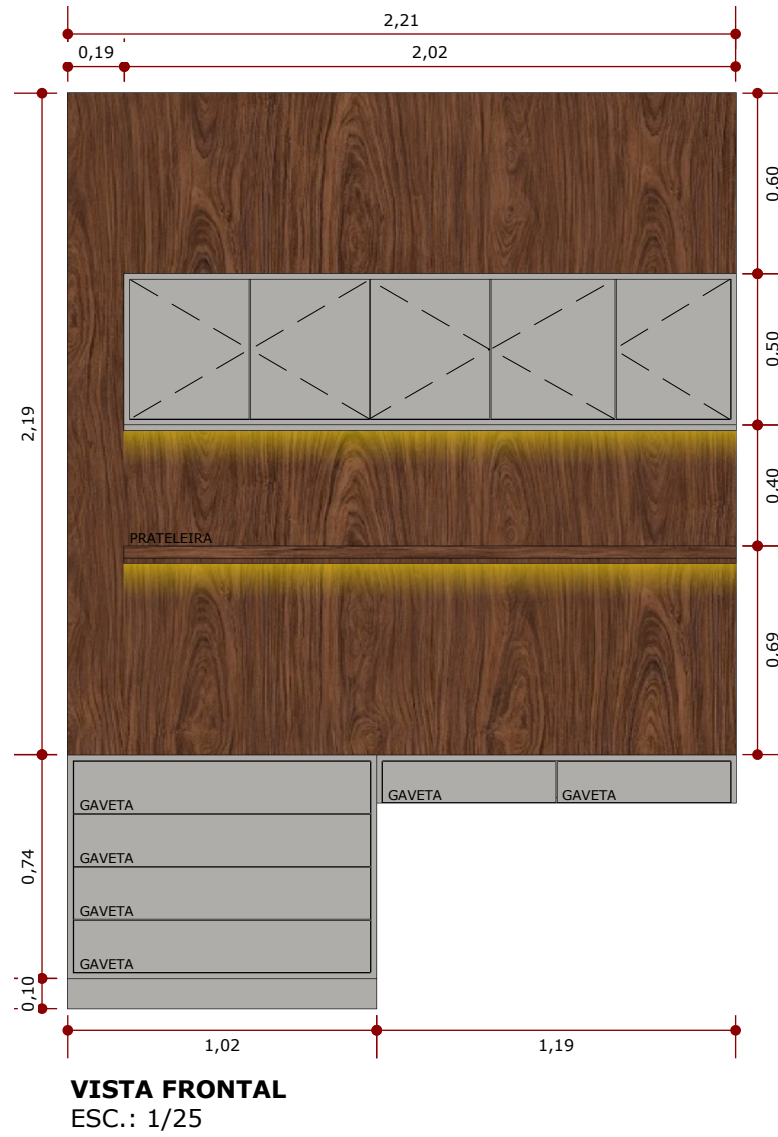 2,21
0,19
2,02
0,60
0,50
2,19
0,40
PRATELEIRA
0,69
GAVETA
GAVETA
GAVETA
0,74
GAVETA
GAVETA
GAVETA
0,10
1,02
1,19
VISTA FRONTAL
ESC.: 1/25